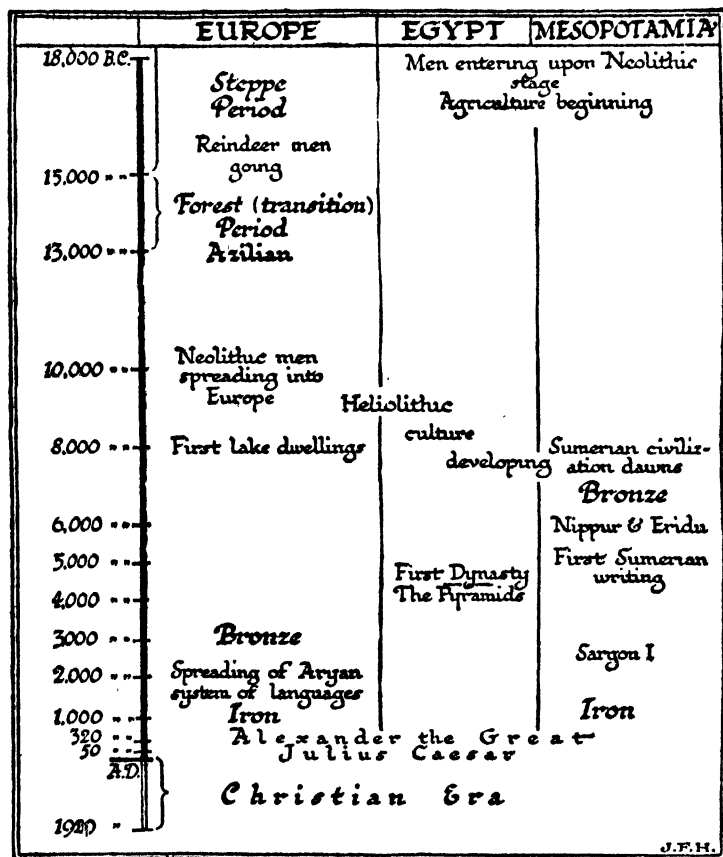 EUROPE EGYPT MESOPOTAMIA
18,000 B.C.
Steppe
Period
Men entering upon Neolithic
stage
Agriculture beginning
Reindeer men
going
15,000 " "
Forest (transition)
Period
13,000 " "
Azilian
10,000 " "
Neolithic men
spreading into
Europe
Heliolithic
culture
developing
8,000 " "
First lake dwellings
Sumerian civiliz-
ation dawns
Bronze
6,000 " "
Nippur & Eridu
5,000 " "
First Dynasty
The Pyramids
First Sumerian
writing
4,000 " "
3000 " "
Bronze
Sargon I
2,000 " "
Spreading of Aryan
system of languages
1,000 " "
Iron
Iron
320 " "
Alexander the Great
50 " "
Julius Caesar
A.D.
Christian Era
1920 "
J.F.H.